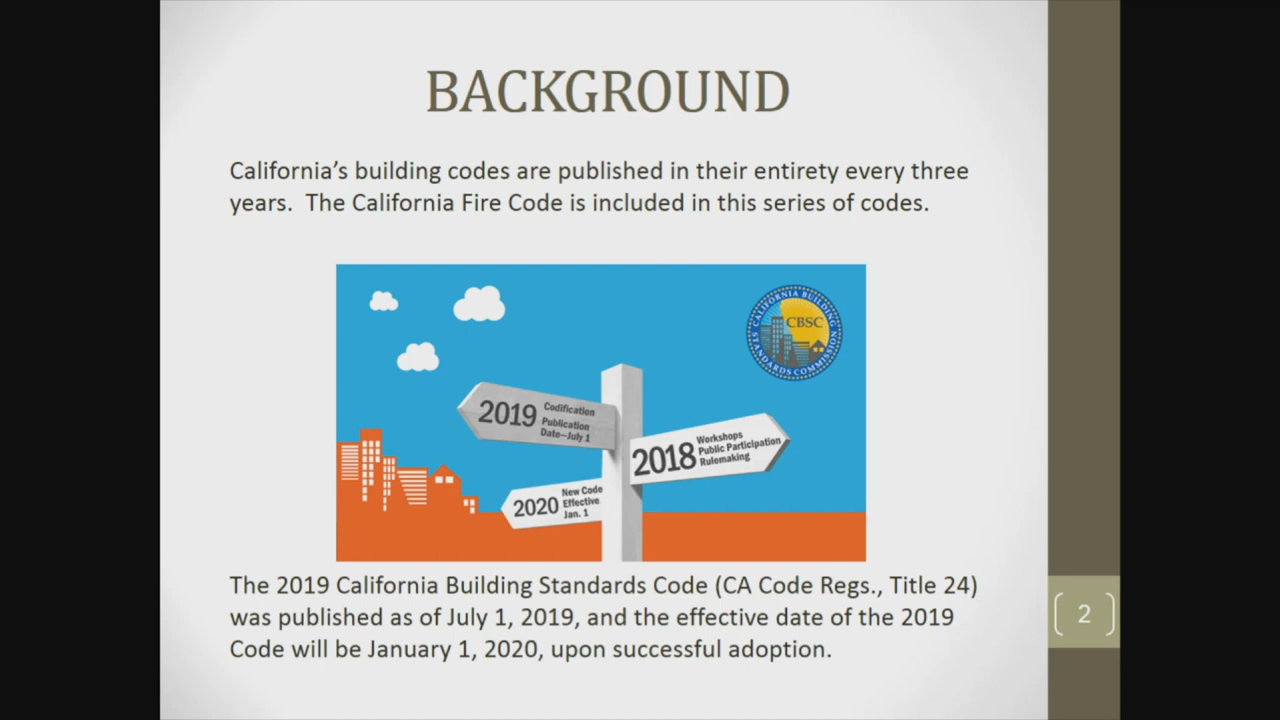 BACKGROUND
California’s building codes are published in their entirety every three
years.  The California Fire Code is included in this series of codes.
CALIFORNIA BUILDING
STANDARDS COMMISSION
CBSC
2019 Codification
Publication
Date—July 1
2018 Workshops
Public Participation
Rulemaking
2020 New Code
Effective
Jan. 1
The 2019 California Building Standards Code (CA Code Regs., Title 24)
was published as of July 1, 2019, and the effective date of the 2019
Code will be January 1, 2020, upon successful adoption.
2